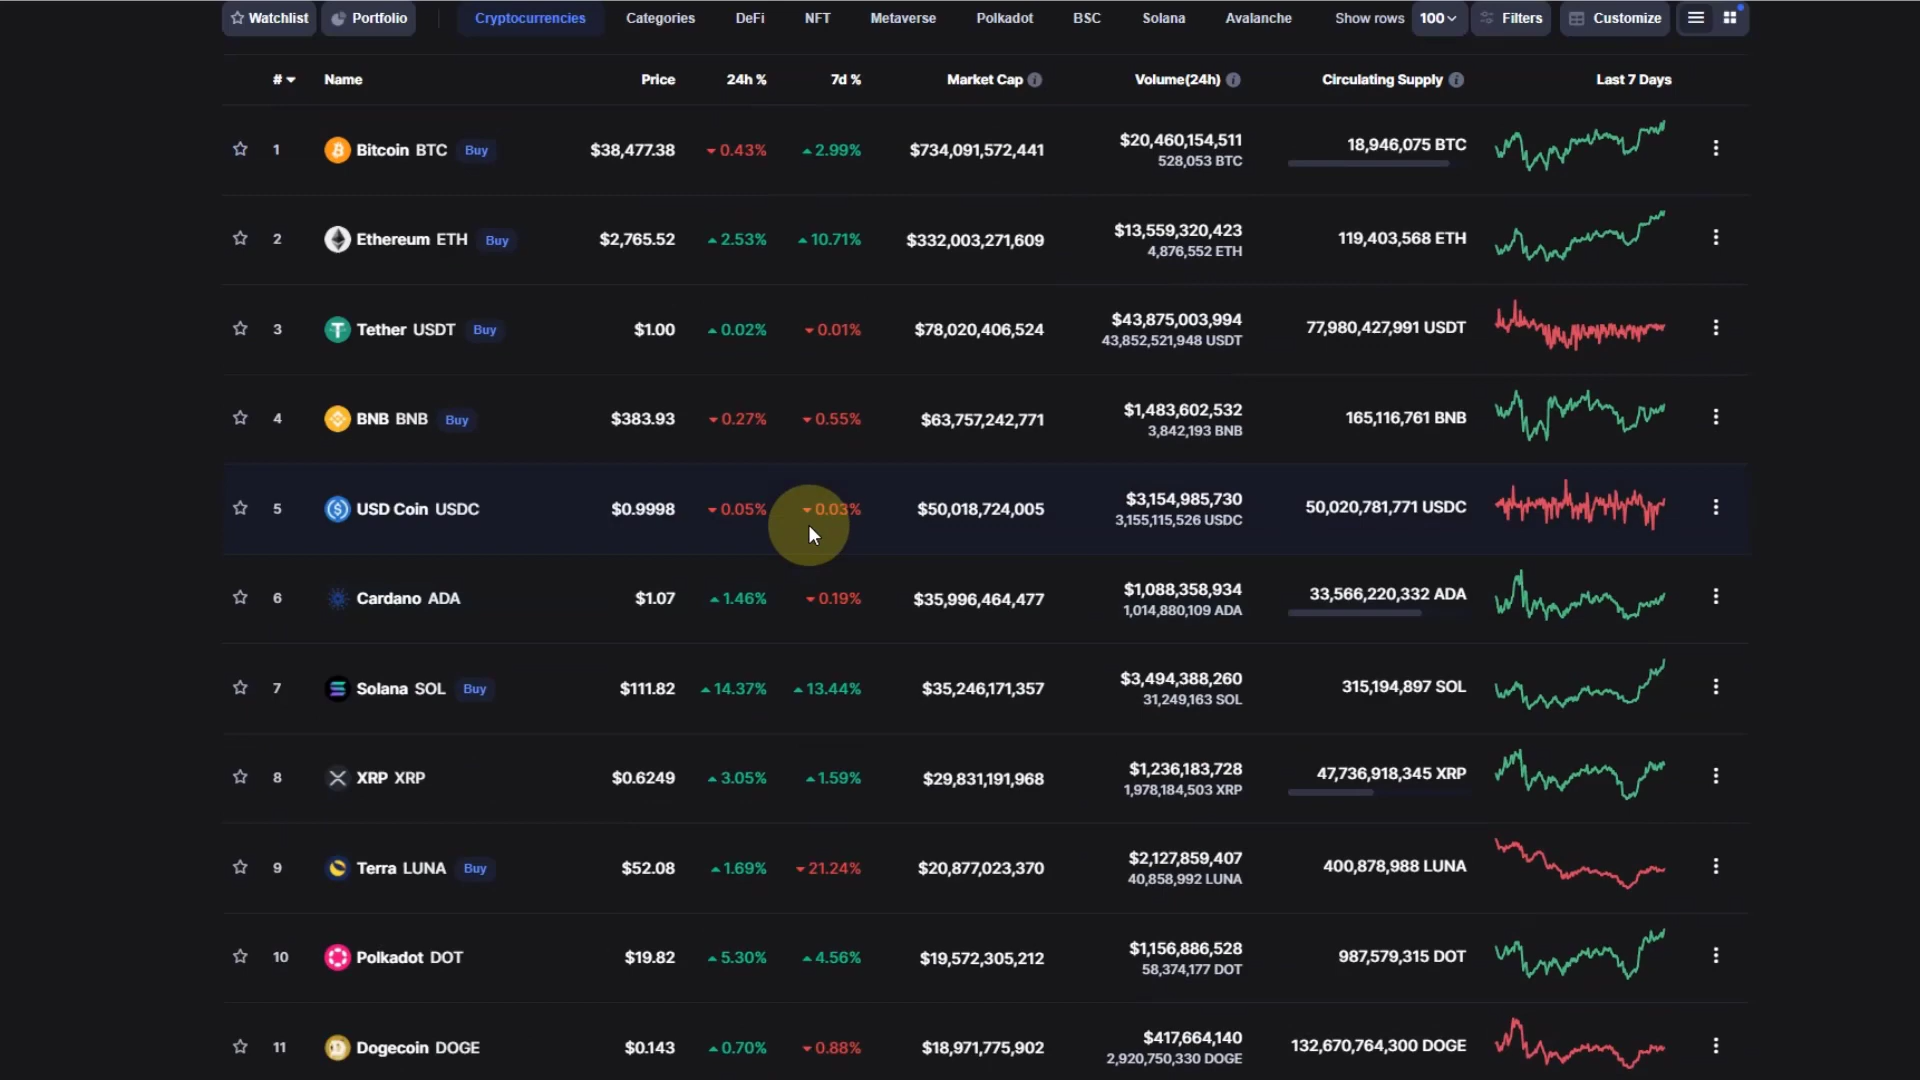 Watchlist Portfolio Cryptocurrencies Categories DeFi NFT Metaverse Polkadot BSC Solana Avalanche Show rows 100 Filters Customize
# Name Price 24h % 7d % Market Cap Volume(24h) Circulating Supply Last 7 Days
1 Bitcoin BTC Buy $38,477.38 0.43% 2.99% $734,091,572,441 $20,460,154,511 18,946,075 BTC
528,053 BTC
2 Ethereum ETH Buy $2,765.52 2.53% 10.71% $332,003,271,609 $13,559,320,423 119,403,568 ETH
4,876,552 ETH
3 Tether USDT Buy $1.00 0.02% 0.01% $78,020,406,524 $43,875,003,994 77,980,427,991 USDT
43,852,521,948 USDT
4 BNB BNB Buy $383.93 0.27% 0.55% $63,757,242,771 $1,483,602,532 165,116,761 BNB
3,842,193 BNB
5 USD Coin USDC $0.9998 0.05% 0.03% $50,018,724,005 $3,154,985,730 50,020,781,771 USDC
3,155,115,526 USDC
6 Cardano ADA $1.07 1.46% 0.19% $35,996,464,477 $1,088,358,934 33,566,220,332 ADA
1,014,880,109 ADA
7 Solana SOL Buy $111.82 14.37% 13.44% $35,246,171,357 $3,494,388,260 315,194,897 SOL
31,249,163 SOL
8 XRP XRP $0.6249 3.05% 1.59% $29,831,191,968 $1,236,183,728 47,736,918,345 XRP
1,978,184,503 XRP
9 Terra LUNA Buy $52.08 1.69% 21.24% $20,877,023,370 $2,127,859,407 400,878,988 LUNA
40,858,992 LUNA
10 Polkadot DOT $19.82 5.30% 4.56% $19,572,305,212 $1,156,886,528 987,579,315 DOT
58,374,177 DOT
11 Dogecoin DOGE $0.143 0.70% 0.88% $18,971,775,902 $417,664,140 132,670,764,300 DOGE
2,920,750,330 DOGE